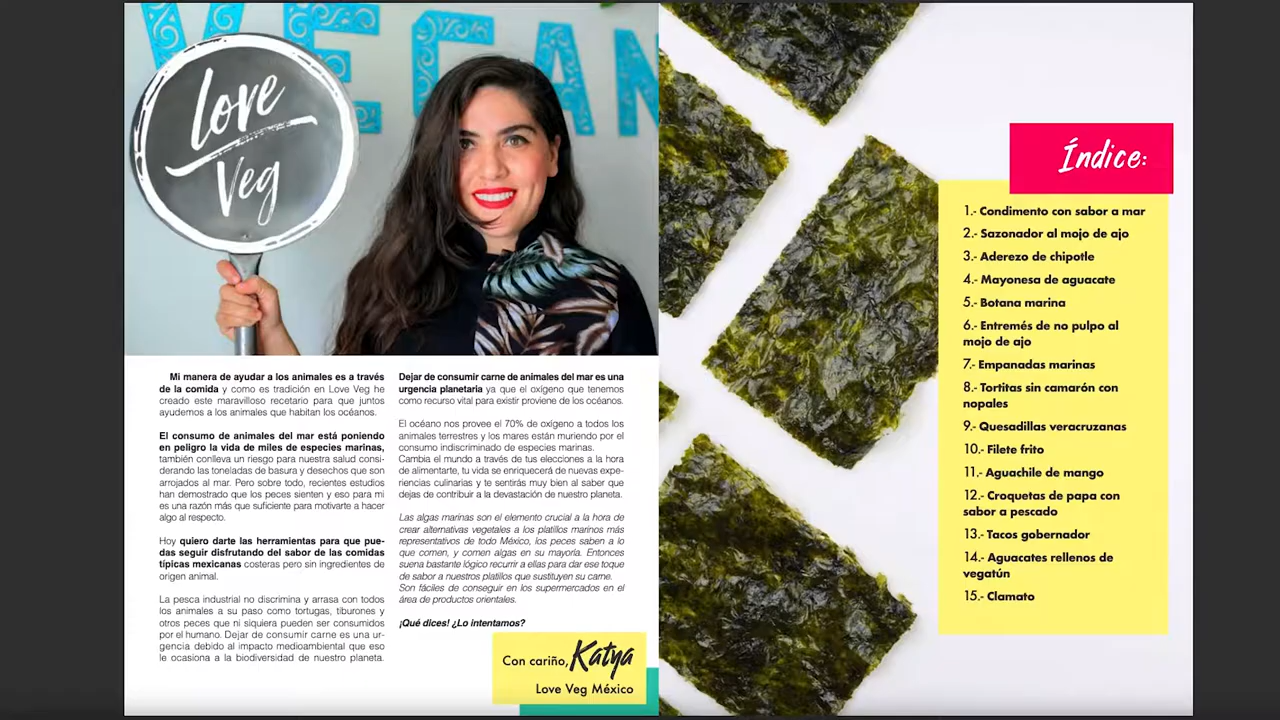 VEGAN
Love
Veg
Mi manera de ayudar a los animales es a través
de la comida y como es tradición en Love Veg he
creado este maravilloso recetario para que juntos
ayudemos a los animales que habitan los océanos.
El consumo de animales del mar está poniendo
en peligro la vida de miles de especies marinas,
también conlleva un riesgo para nuestra salud consi-
derando las toneladas de basura y desechos que son
arrojados al mar. Pero sobre todo, recientes estudios
han demostrado que los peces sienten y eso para mi
es una razón más que suficiente para motivarte a hacer
algo al respecto.
Hoy quiero darte las herramientas para que pue-
das seguir disfrutando del sabor de las comidas
típicas mexicanas costeras pero sin ingredientes de
origen animal.
La pesca industrial no discrimina y arrasa con todos
los animales a su paso como tortugas, tiburones y
otros peces que ni siquiera pueden ser consumidos
por el humano. Dejar de consumir carne es una ur-
gencia debido al impacto medioambiental que eso
le ocasiona a la biodiversidad de nuestro planeta.
Dejar de consumir carne de animales del mar es una
urgencia planetaria ya que el oxígeno que tenemos
como recurso vital para existir proviene de los océanos.
El océano nos provee el 70% de oxígeno a todos los
animales terrestres y los mares están muriendo por el
consumo indiscriminado de especies marinas.
Cambia el mundo a través de tus elecciones a la hora
de alimentarte, tu vida se enriquecerá de nuevas expe-
riencias culinarias y te sentirás muy bien al saber que
dejas de contribuir a la devastación de nuestro planeta.
Las algas marinas son el elemento crucial a la hora de
crear alternativas vegetales a los platillos marinos más
representativos de todo México, los peces saben a lo
que comen, y comen algas en su mayoría. Entonces
suena bastante lógico recurrir a ellas para dar ese toque
de sabor a nuestros platillos que sustituyen su carne.
Son fáciles de conseguir en los supermercados en el
área de productos orientales.
¡Qué dices! ¿Lo intentamos?
Con cariño, Katya
Love Veg México
Índice:
1.- Condimento con sabor a mar
2.- Sazonador al mojo de ajo
3.- Aderezo de chipotle
4.- Mayonesa de aguacate
5.- Botana marina
6.- Entremés de no pulpo al
mojo de ajo
7.- Empanadas marinas
8.- Tortitas sin camarón con
nopales
9.- Quesadillas veracruzanas
10.- Filete frito
11.- Aguachile de mango
12.- Croquetas de papa con
sabor a pescado
13.- Tacos gobernador
14.- Aguacates rellenos de
vegatún
15.- Clamato